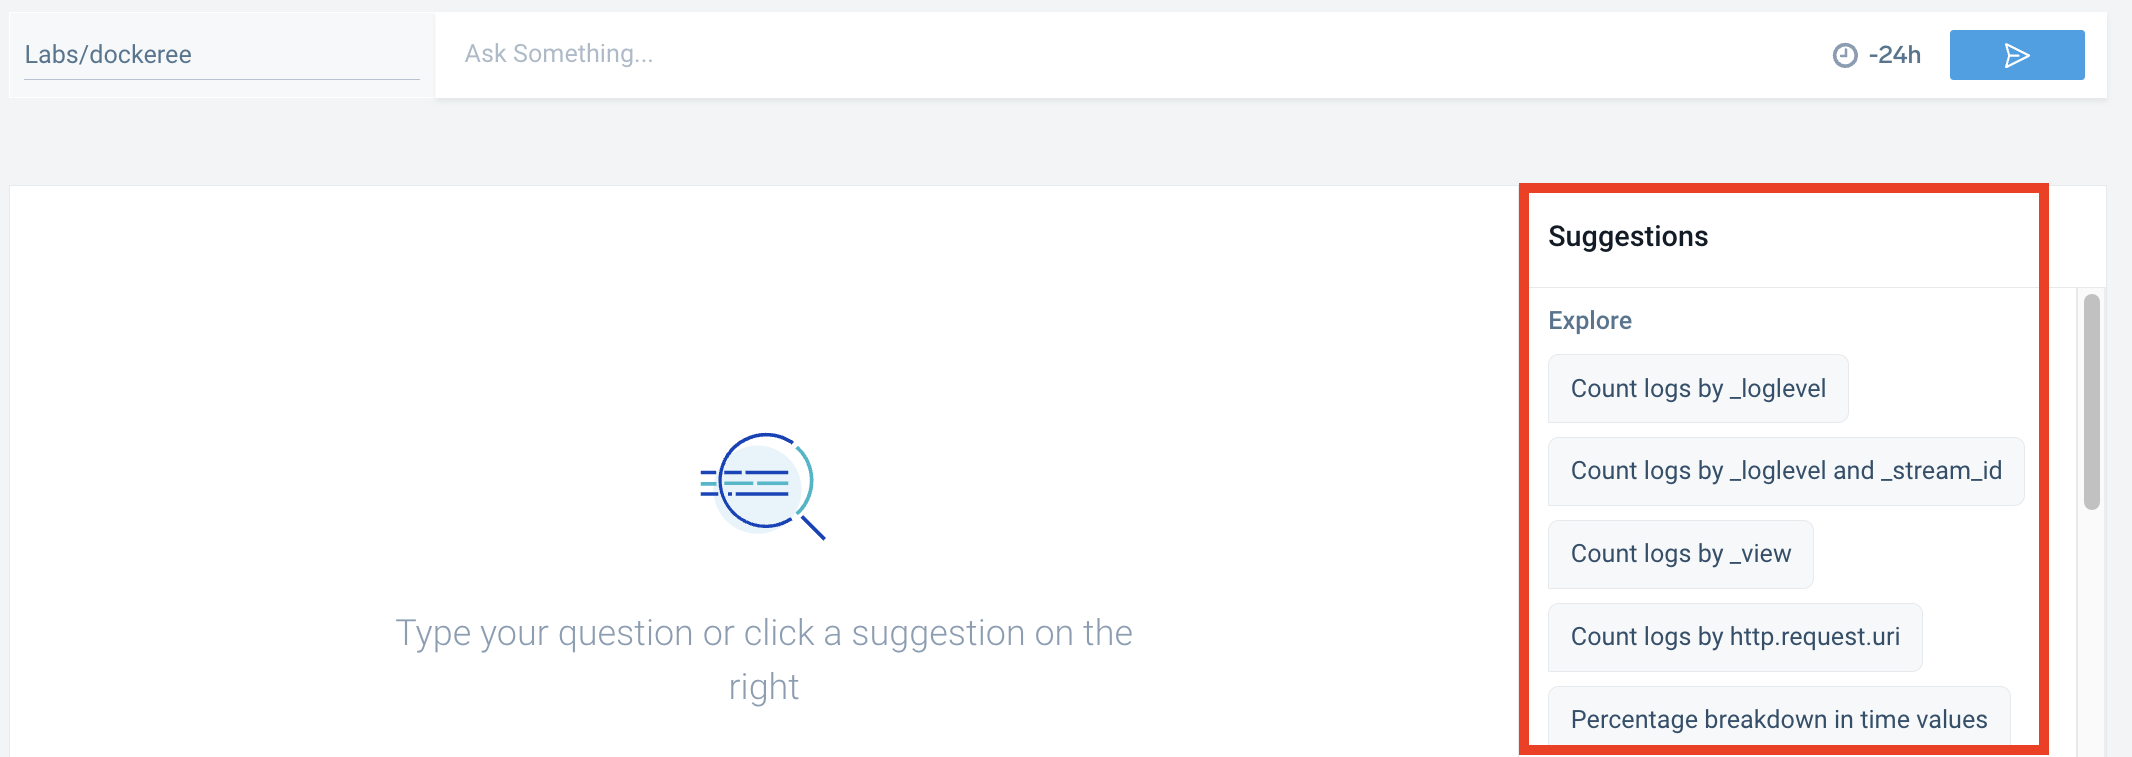 Labs/dockeree
Ask Something...
-24h
Suggestions
Explore
Count logs by _loglevel
Count logs by _loglevel and _stream_id
Count logs by _view
Count logs by http.request.uri
Percentage breakdown in time values
Type your question or click a suggestion on the
right